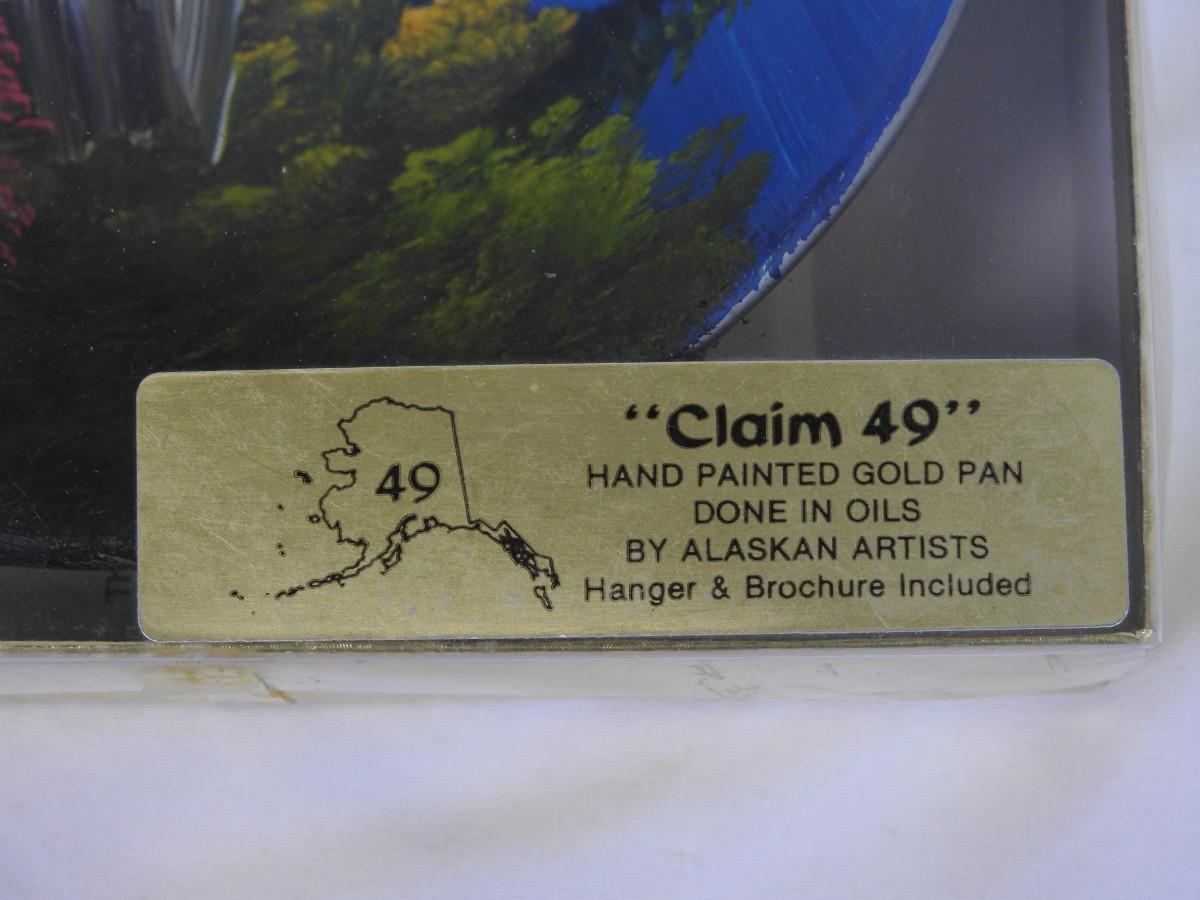 49
“Claim 49”
HAND PAINTED GOLD PAN
DONE IN OILS
BY ALASKAN ARTISTS
Hanger & Brochure Included